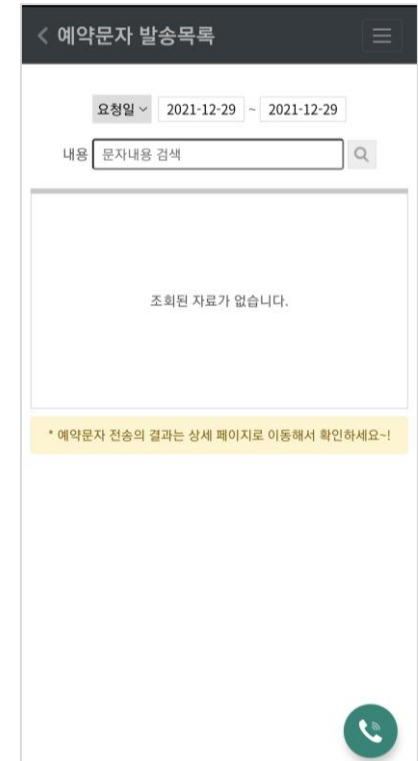 예약문자 발송목록
요청일 2021-12-29 ~ 2021-12-29
내용 문자내용 검색
조회된 자료가 없습니다.
* 예약문자 전송의 결과는 상세 페이지로 이동해서 확인하세요~!